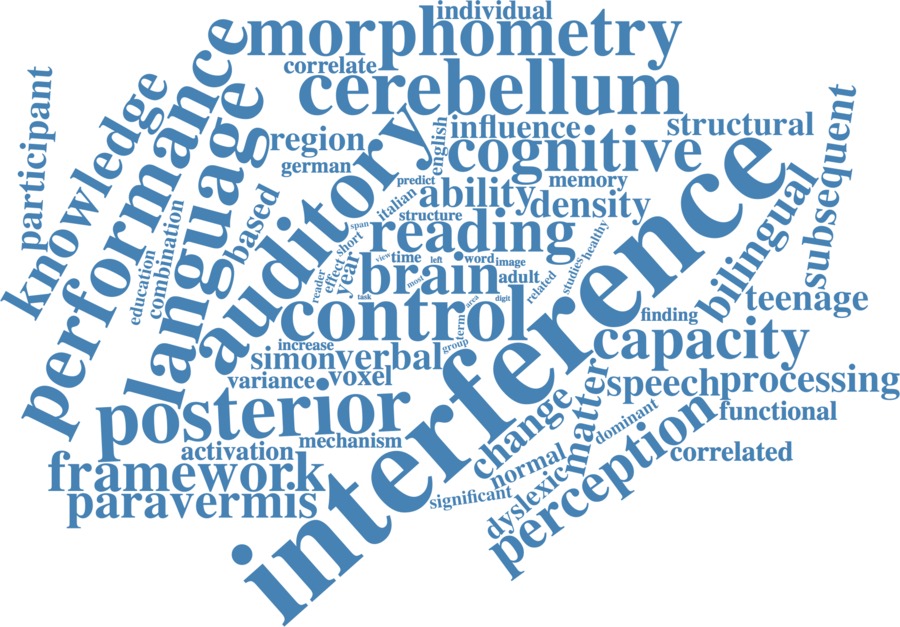 individual
morphometry
correlate
cerebellum
participant
knowledge
performance
language
auditory
region
german
english
influence
structural
cognitive
subsequent
predict
ability
memory
density
italian
structure
span
reading
based
combination
education
short
view
time
left
word
image
healthy
studies
brain
adult
related
year
effect
reader
task
most
area
digit
bilingual
teenage
control
term
finding
interference
capacity
increase
simon
verbal
group
variance
voxel
matter
speech
processing
posterior
change
dominant
functional
mechanism
activation
normal
perception
correlated
framework
significant
dyslexic
paravermis